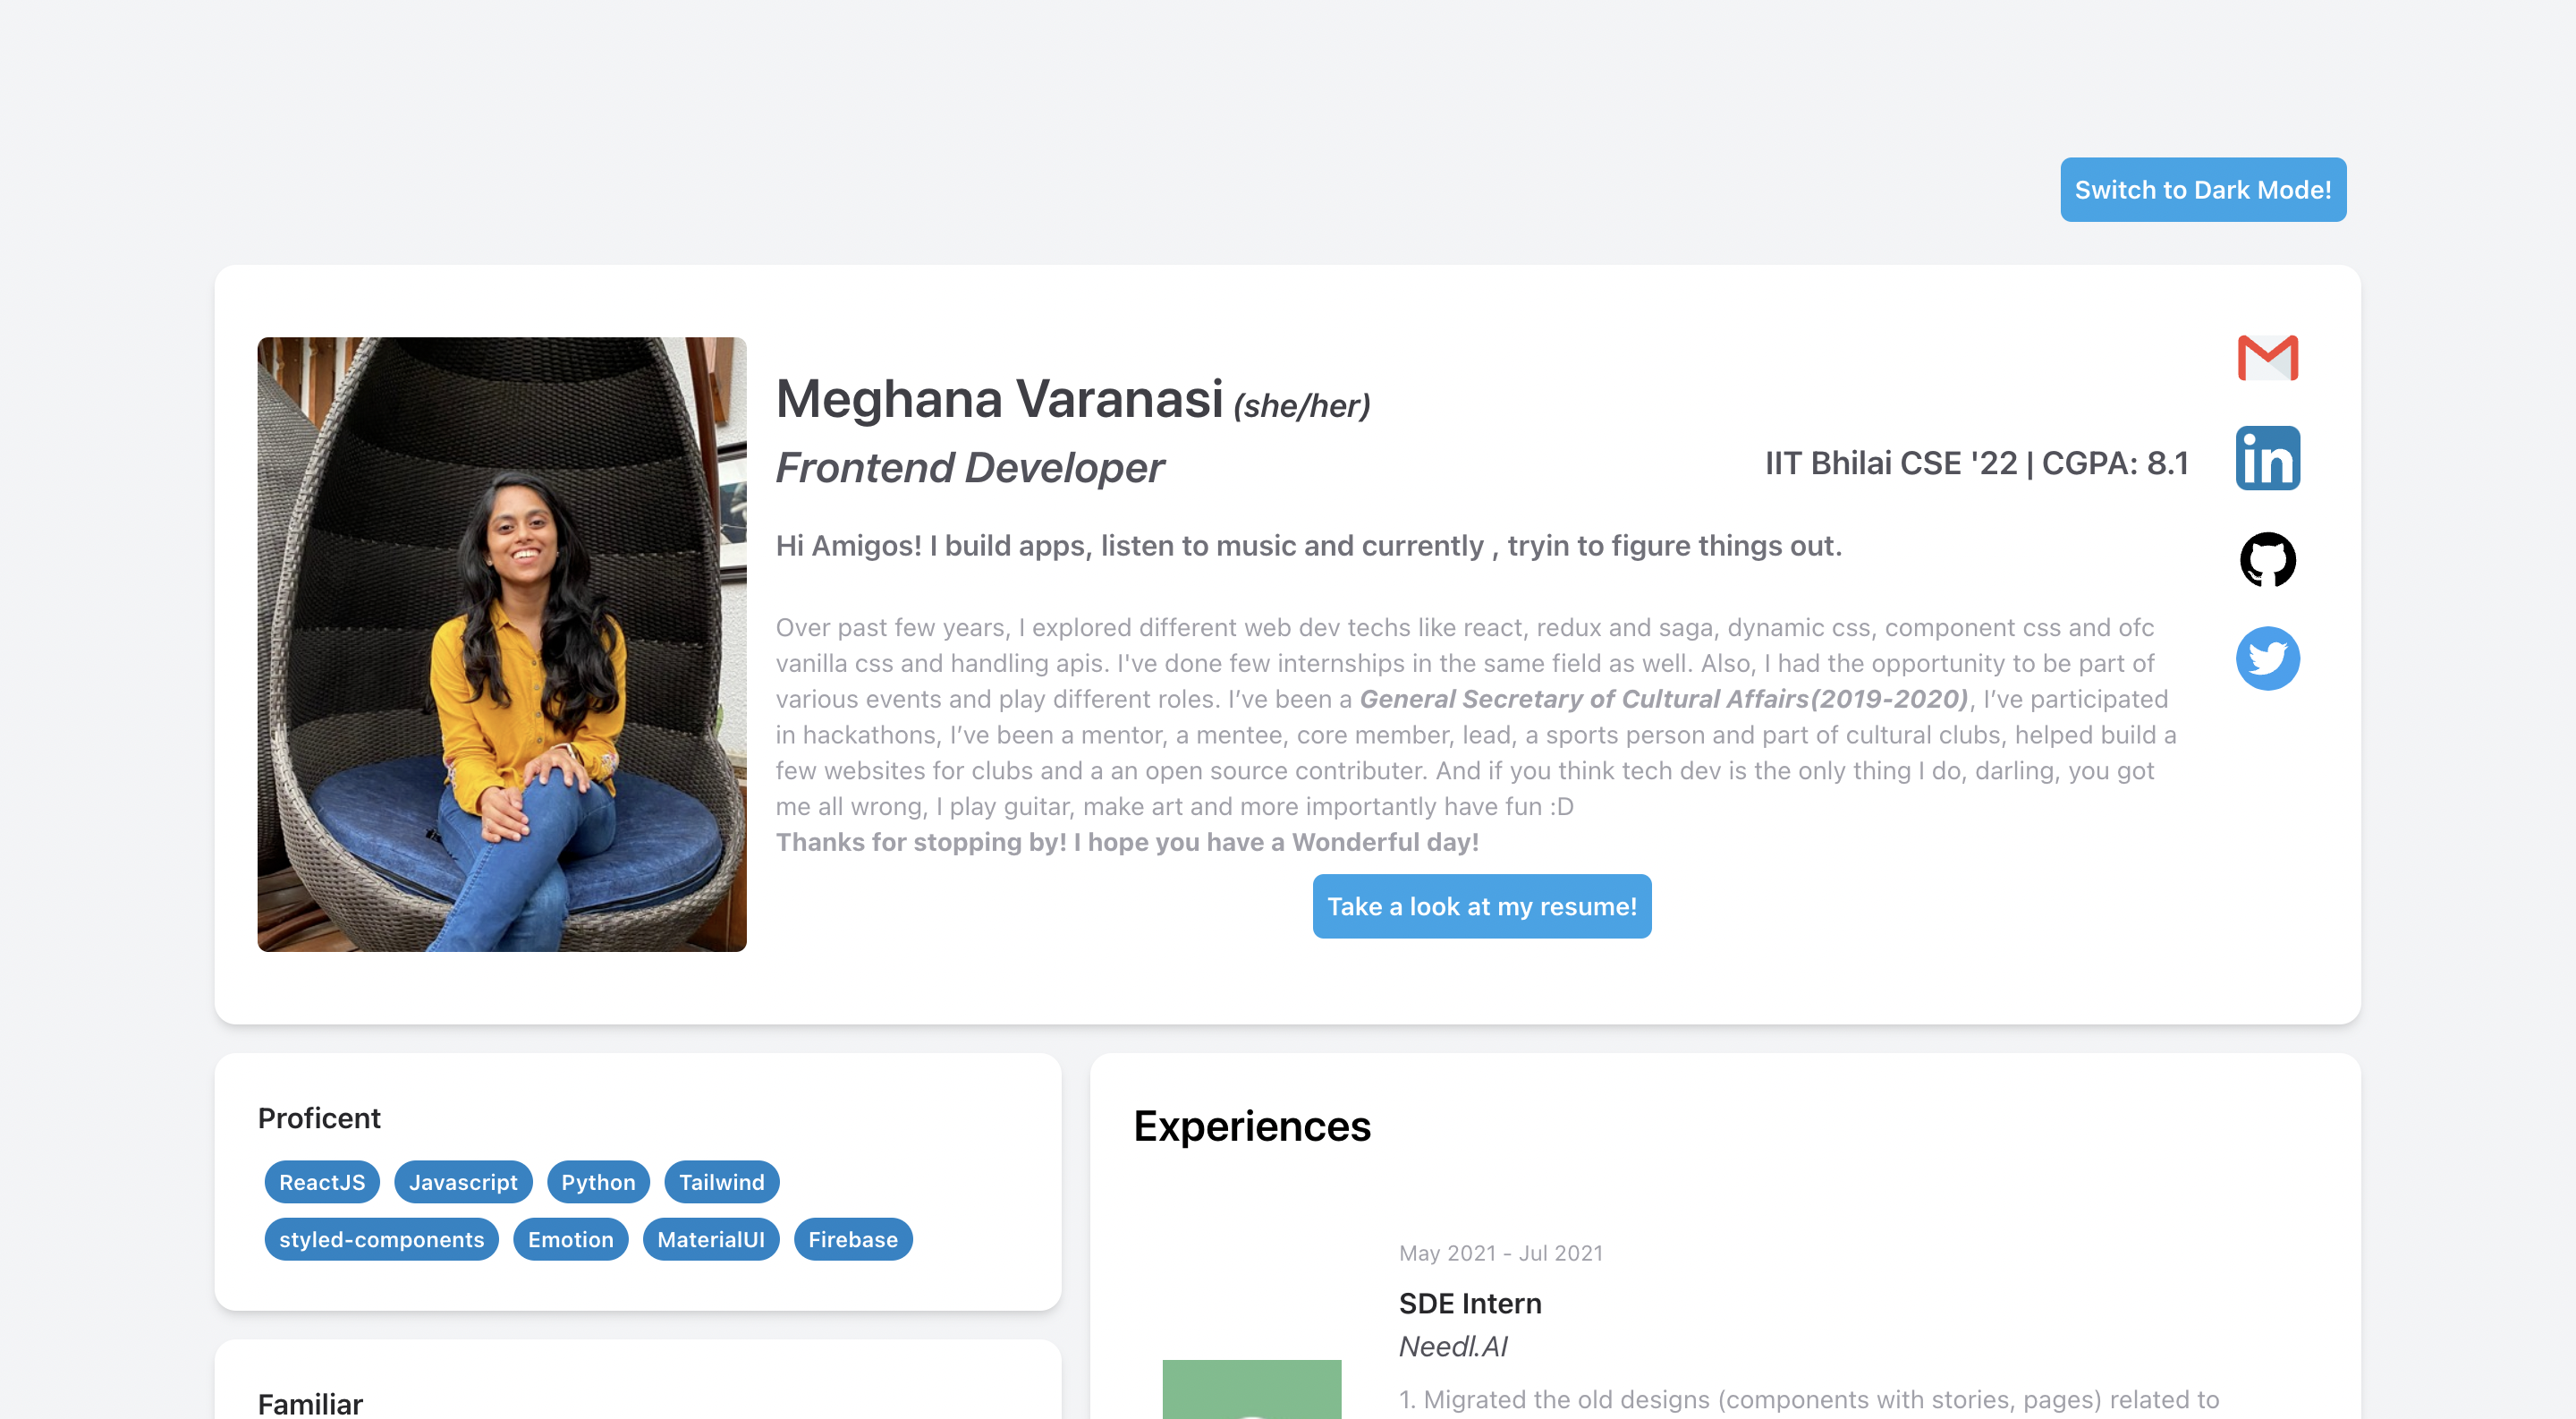 Switch to Dark Mode!
Meghana Varanasi (she/her)
Frontend Developer
IIT Bhilai CSE '22 | CGPA: 8.1
in
Hi Amigos! I build apps, listen to music and currently , tryin to figure things out.
Over past few years, I explored different web dev techs like react, redux and saga, dynamic css, component css and ofc
vanilla css and handling apis. I've done few internships in the same field as well. Also, I had the opportunity to be part of
various events and play different roles. I’ve been a General Secretary of Cultural Affairs(2019-2020), I’ve participated
in hackathons, I’ve been a mentor, a mentee, core member, lead, a sports person and part of cultural clubs, helped build a
few websites for clubs and a an open source contributer. And if you think tech dev is the only thing I do, darling, you got
me all wrong, I play guitar, make art and more importantly have fun :D
Thanks for stopping by! I hope you have a Wonderful day!
Take a look at my resume!
Proficent
ReactJS Javascript Python Tailwind
styled-components Emotion MaterialUI Firebase
Familiar
Experiences
May 2021 - Jul 2021
SDE Intern
Needl.AI
1. Migrated the old designs (components with stories, pages) related to